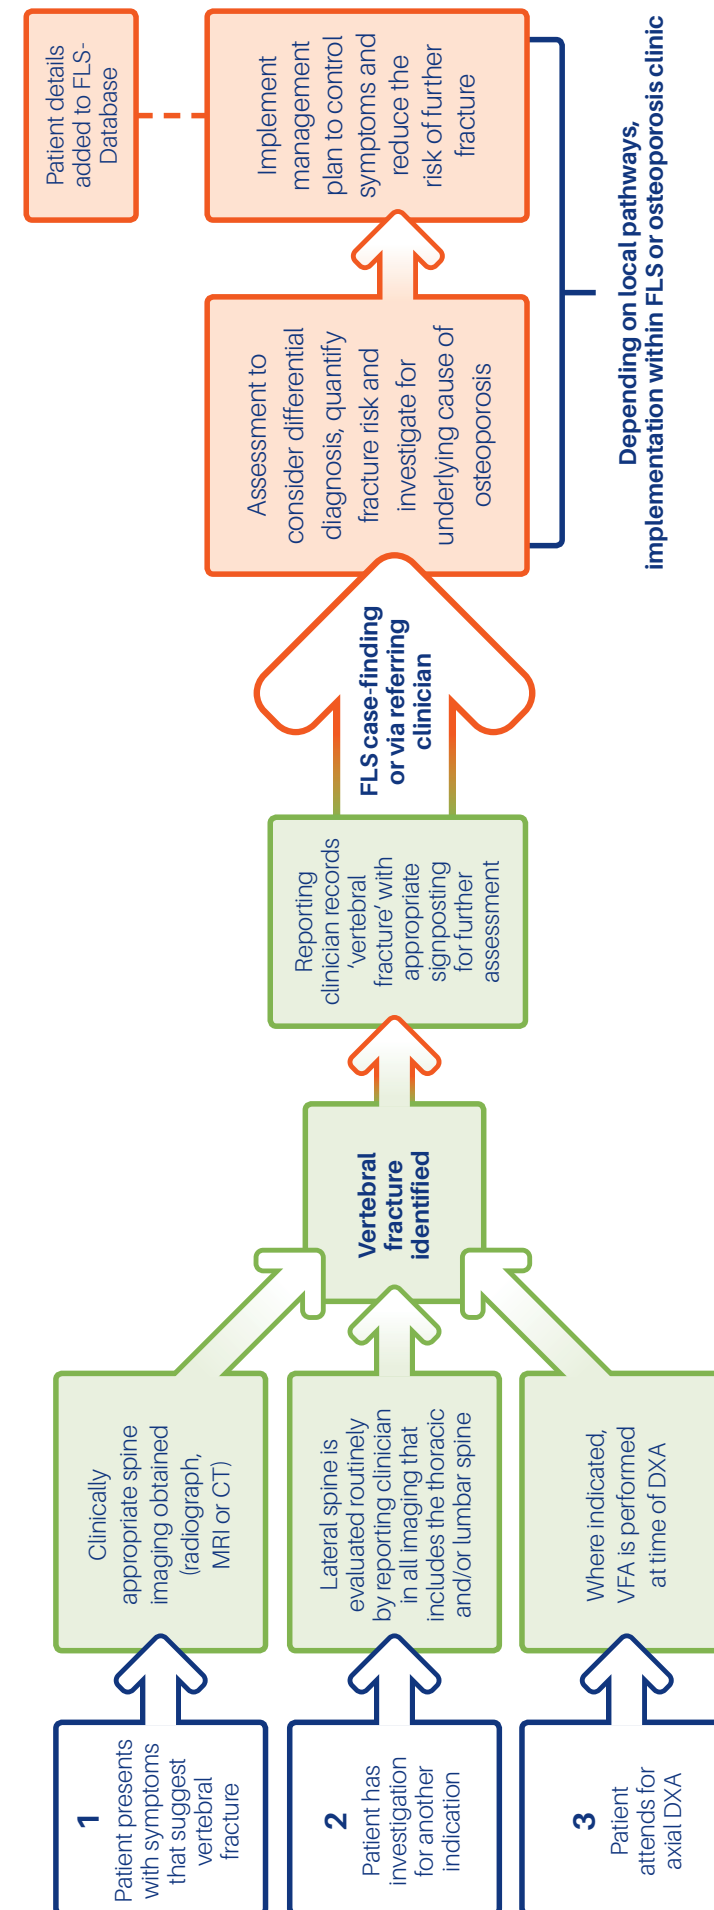 1
Patient presents
with symptoms
that suggest
vertebral
fracture
Clinically
appropriate spine
imaging obtained
(radiograph,
MRI or CT)
2
Patient has
investigation
for another
indication
Lateral spine is
evaluated routinely
by reporting clinician
in all imaging that
includes the thoracic
and/or lumbar spine
3
Patient
attends for
axial DXA
Where indicated,
VFA is performed
at time of DXA
Vertebral
fracture
identified
Reporting
clinician records
‘vertebral
fracture’ with
appropriate
signposting
for further
assessment
FLS case-finding
or via referring
clinician
Assessment to
consider differential
diagnosis, quantify
fracture risk and
investigate for
underlying cause of
osteoporosis
Implement
management
plan to control
symptoms and
reduce the
risk of further
fracture
Patient details
added to FLS-
Database
Depending on local pathways,
implementation within FLS or osteoporosis clinic